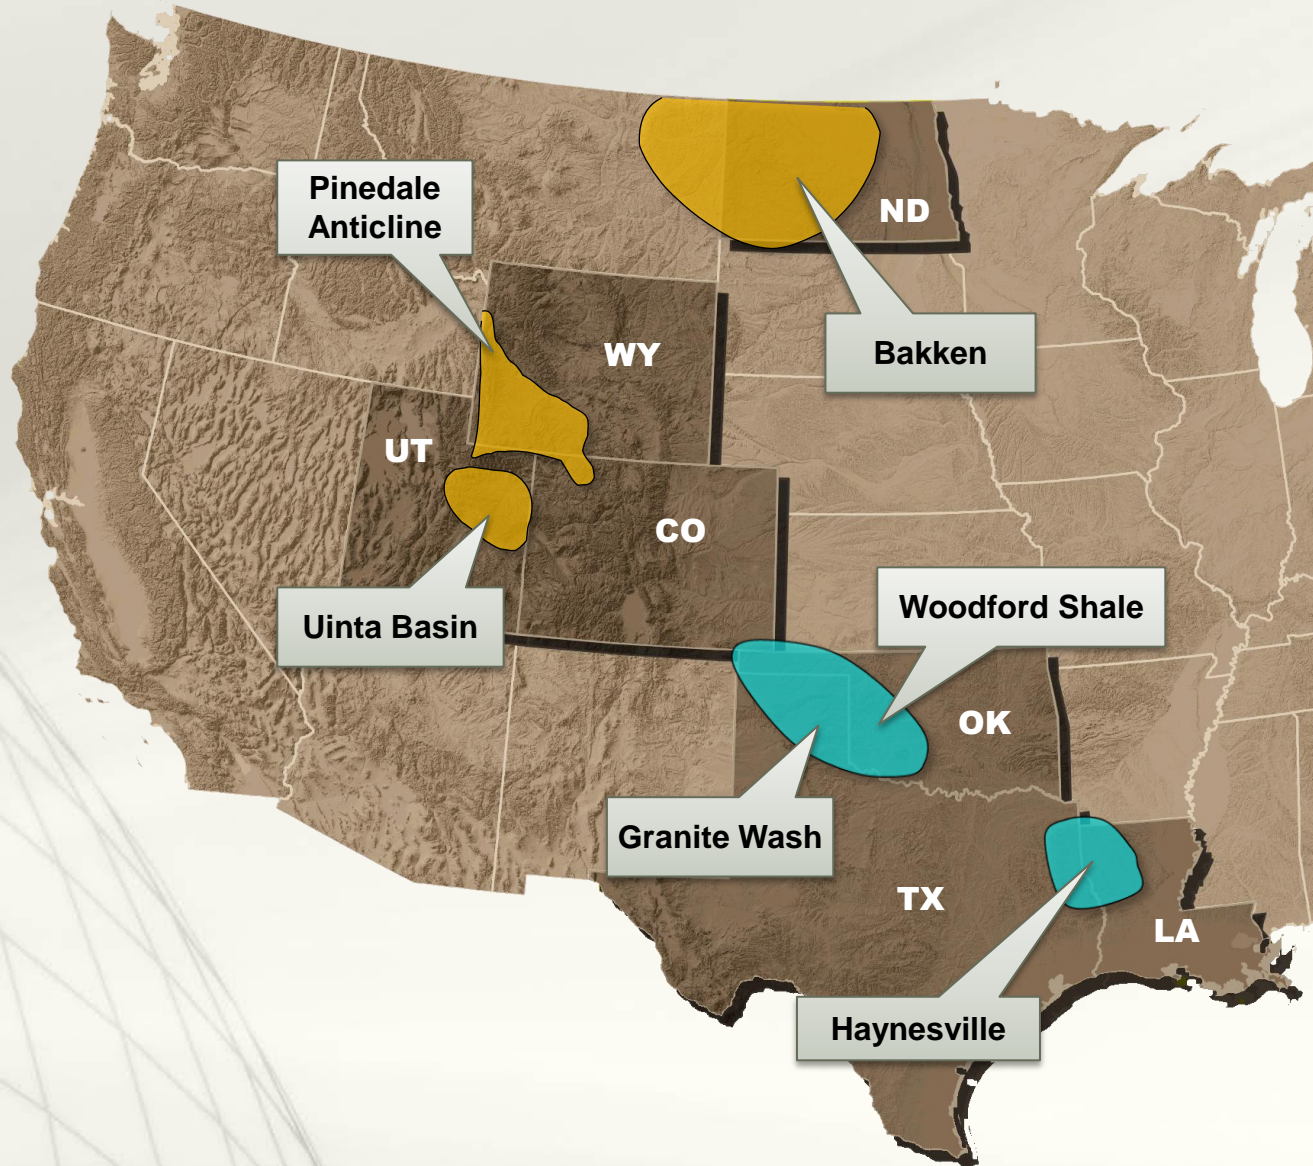 Pinedale
Anticline
ND
Bakken
WY
UT
CO
Uinta Basin
Woodford Shale
OK
Granite Wash
TX
LA
Haynesville